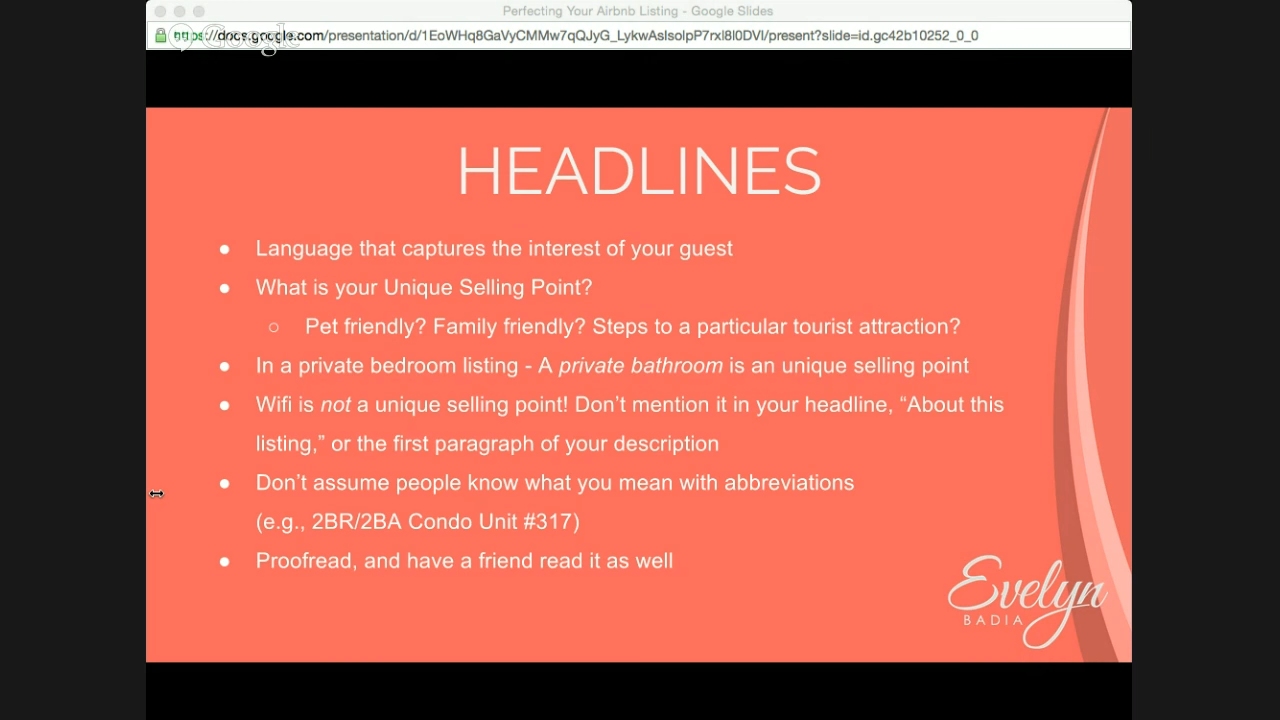 Perfecting Your Airbnb Listing - Google Slides
https://docs.google.com/presentation/d/1EoWHq8GaVyCMMw7qQJyG_LykwAslsolpP7rxl8l0DVI/present?slide=id.gc42b10252_0_0
Google
HEADLINES
● Language that captures the interest of your guest
● What is your Unique Selling Point?
○ Pet friendly? Family friendly? Steps to a particular tourist attraction?
● In a private bedroom listing - A private bathroom is an unique selling point
● Wifi is not a unique selling point! Don’t mention it in your headline, “About this
listing,” or the first paragraph of your description
● Don’t assume people know what you mean with abbreviations
(e.g., 2BR/2BA Condo Unit #317)
● Proofread, and have a friend read it as well
Evelyn
BADIA